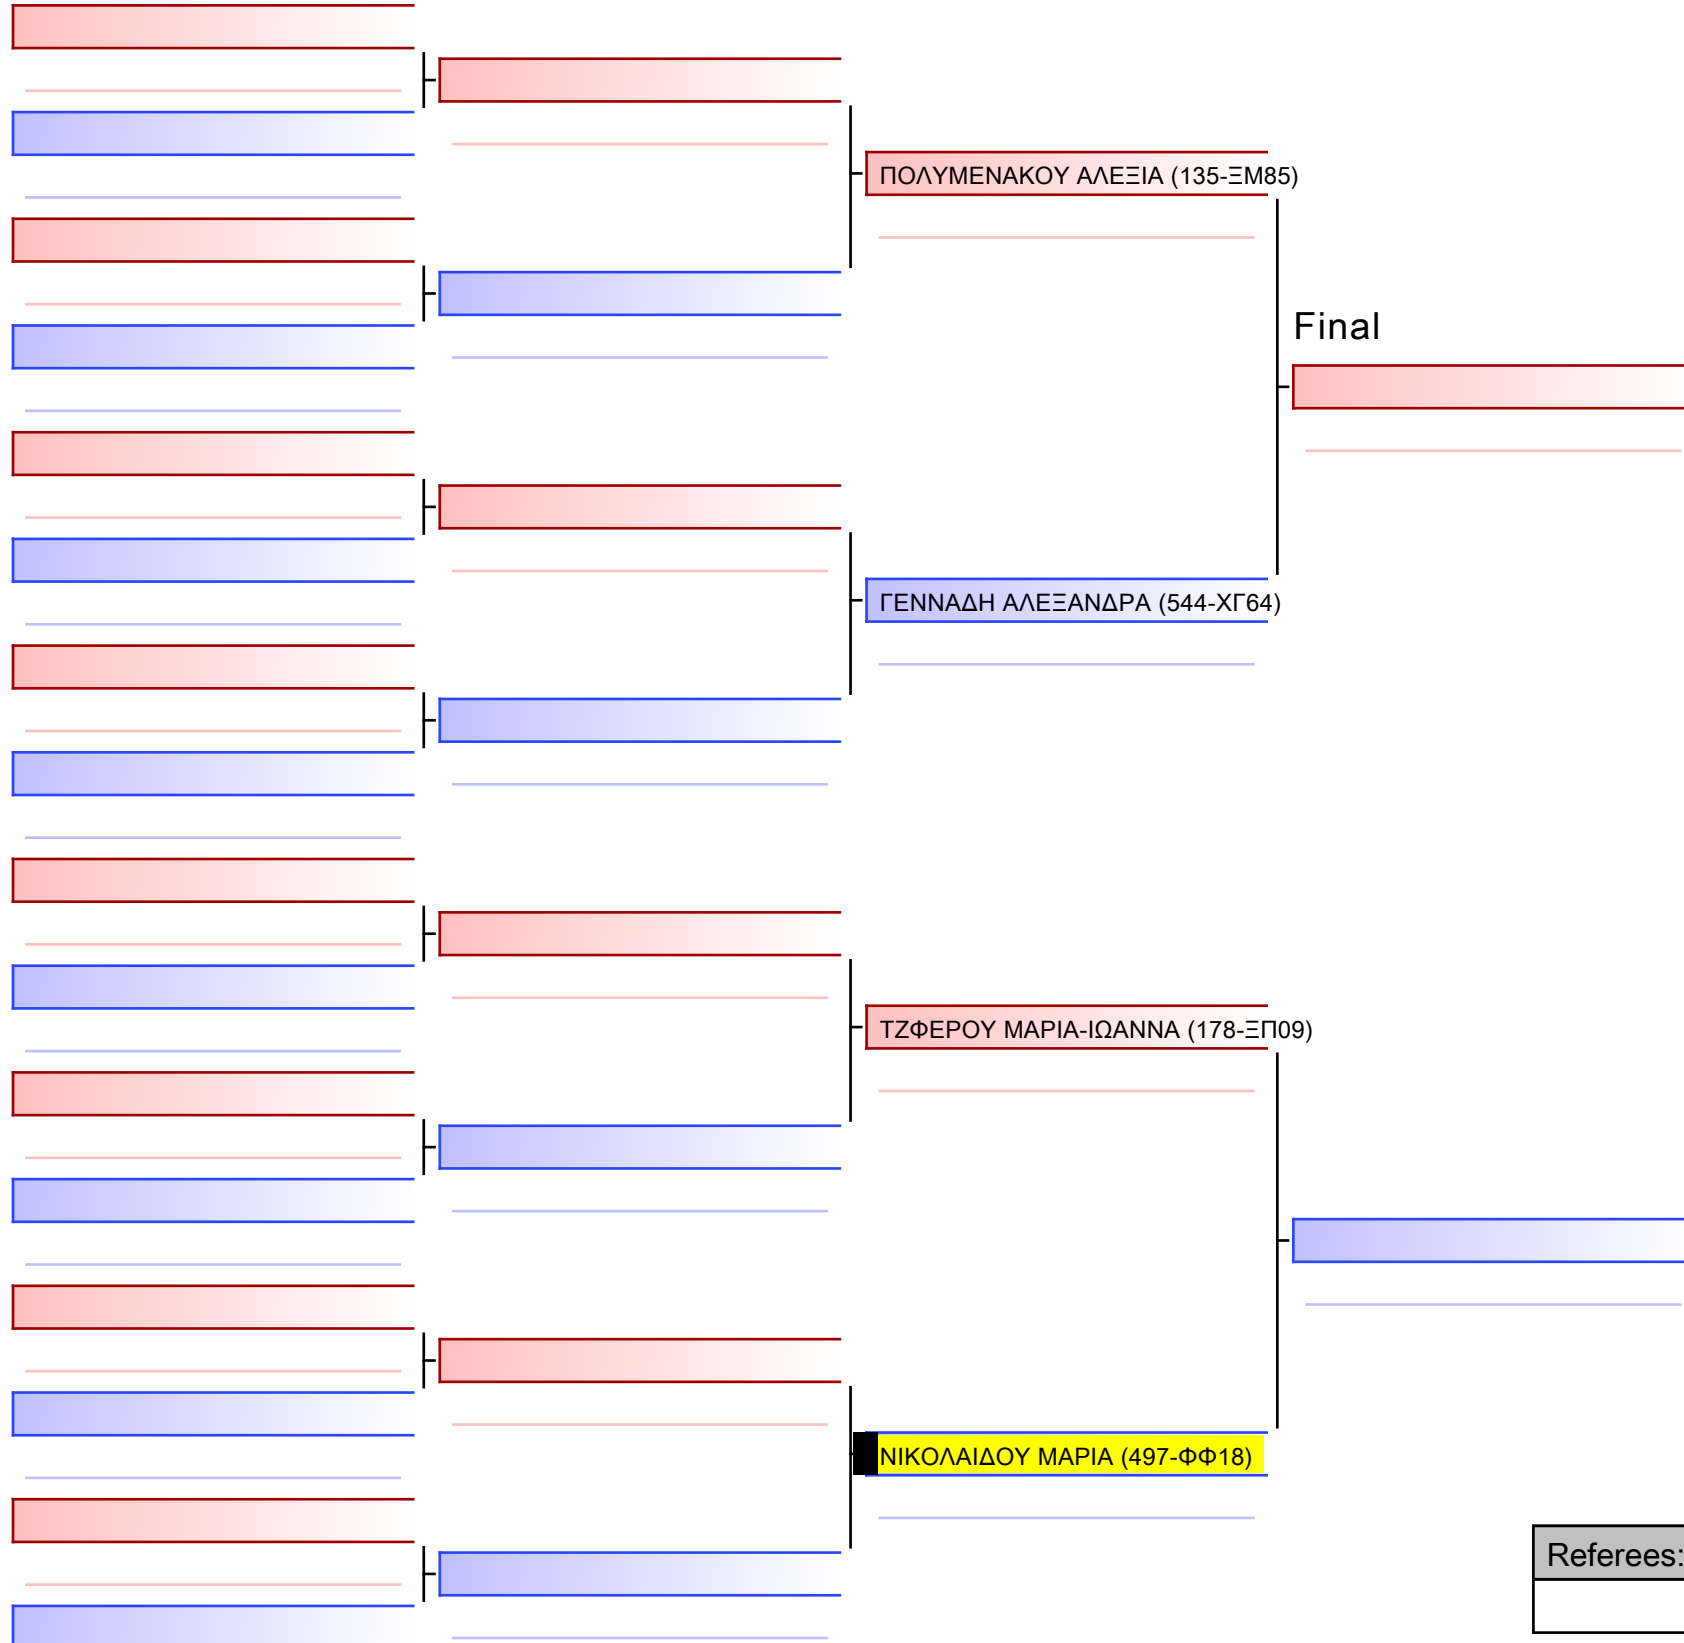 ΠΟΛΥΜΕΝΑΚΟΥ ΑΛΕΞΙΑ (135-ΞΜ85)
Final
ΓΕΝΝΑΔΗ ΑΛΕΞΑΝΔΡΑ (544-ΧΓ64)
ΤΖΦΕΡΟΥ ΜΑΡΙΑ-ΙΩΑΝΝΑ (178-ΞΠ09)
ΝΙΚΟΛΑΙΔΟΥ ΜΑΡΙΑ (497-ΦΦ18)
Referees: